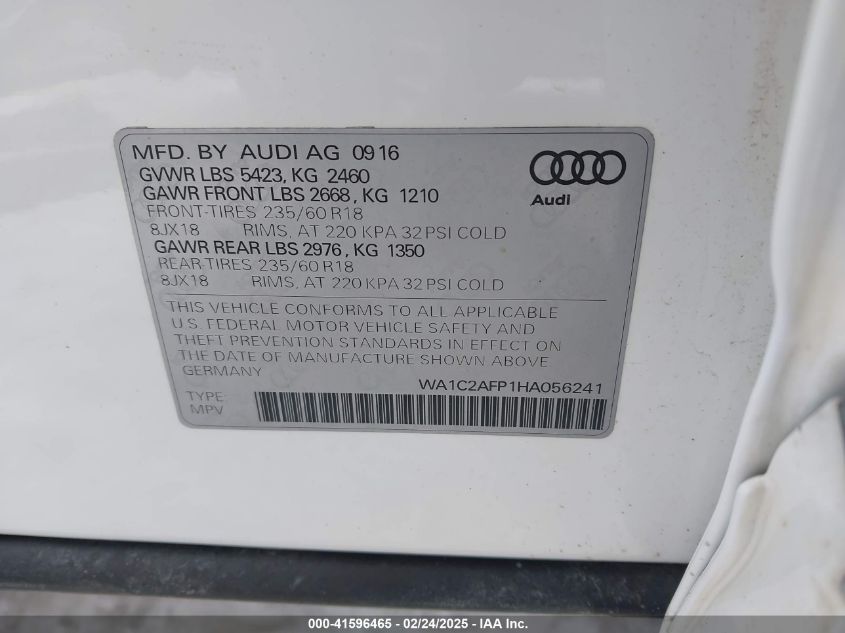 MFD. BY AUDI AG 09 16
GVWR LBS 5423, KG 2460
GAWR FRONT LBS 2668, KG 1210
FRONT-TIRES 235/60 R18
8JX18 RIMS, AT 220 KPA 32 PSI COLD
GAWR REAR LBS 2976, KG 1350
REAR-TIRES 235/60 R18
8JX18 RIMS, AT 220 KPA 32 PSI COLD
Audi
THIS VEHICLE CONFORMS TO ALL APPLICABLE
U.S. FEDERAL MOTOR VEHICLE SAFETY AND
THEFT PREVENTION STANDARDS IN EFFECT ON
THE DATE OF MANUFACTURE SHOWN ABOVE
GERMANY
WA1C2AFP1HA056241
TYPE:
MPV
000-41596465 - 02/24/2025 - IAAI.com